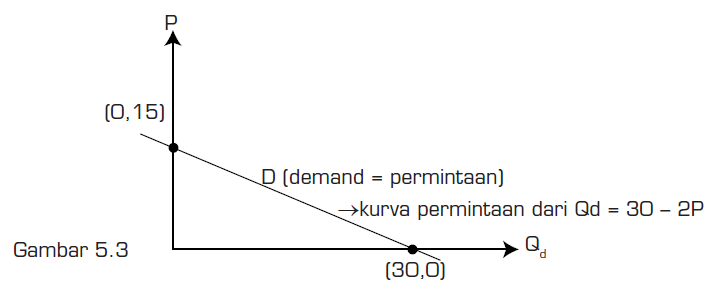 P
(0,15)
D (demand = permintaan)
→kurva permintaan dari Qd = 30 – 2P
Gambar 5.3
Qd
(30,0)